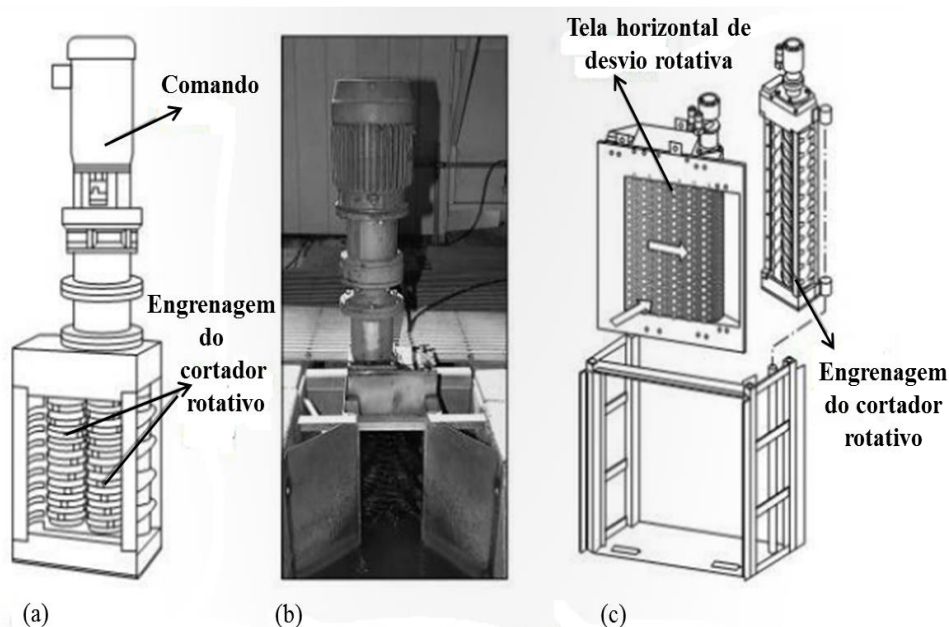 (a)
Comando
Engrenagem
do
cortador
rotativo
(b)
(c)
Tela horizontal de
desvio rotativa
Engrenagem
do cortador
rotativo